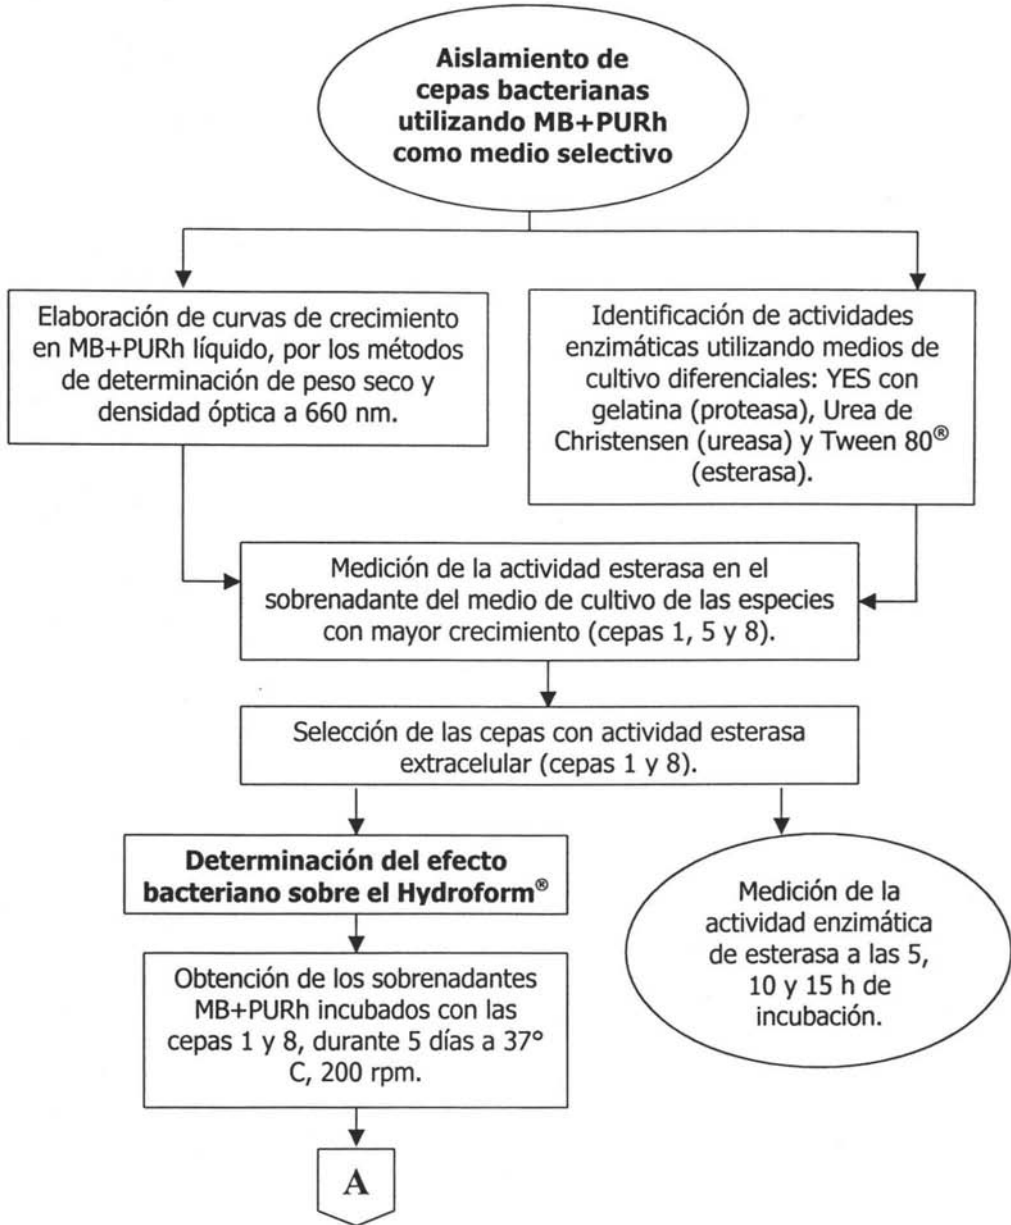 Aislamiento de
cepas bacterianas
utilizando MB+PURh
como medio selectivo
Elaboración de curvas de crecimiento
en MB+PURh líquido, por los métodos
de determinación de peso seco y
densidad óptica a 660 nm.
Identificación de actividades
enzimáticas utilizando medios de
cultivo diferenciales: YES con
gelatina (proteasa), Urea de
Christensen (ureasa) y Tween 80®
(esterasa).
Medición de la actividad esterasa en el
sobrenadante del medio de cultivo de las especies
con mayor crecimiento (cepas 1, 5 y 8).
Selección de las cepas con actividad esterasa
extracelular (cepas 1 y 8).
Determinación del efecto
bacteriano sobre el Hydroform®
Medición de la
actividad enzimática
de esterasa a las 5,
10 y 15 h de
incubación.
Obtención de los sobrenadantes
MB+PURh incubados con las
cepas 1 y 8, durante 5 días a 37°
C, 200 rpm.
A